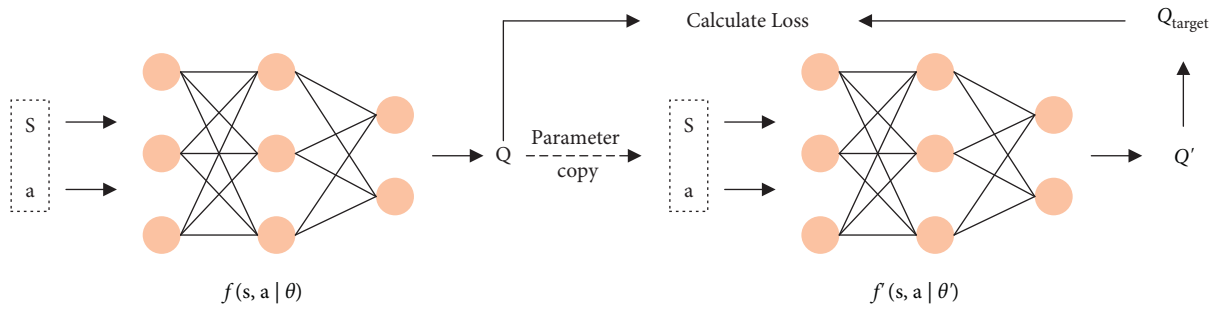 Calculate Loss
Q_target
S
a
Q
Parameter
copy
S
a
Q′
f (s, a | θ)
f′ (s, a | θ′)